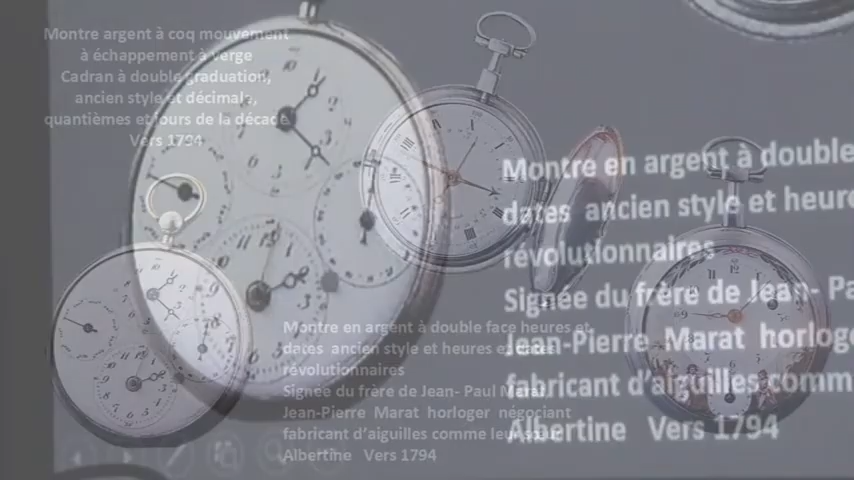 Montre argent à coq mouvement
à échappement à verge
Cadran à double graduation,
ancien style et décimale,
quantièmes et jours de la décade
Vers 1794
Montre en argent à double
dates ancien style et heure
révolutionnaires
Signée du frère de Jean- Pa
Jean-Pierre Marat horloge
fabricant d'aiguilles comm
Albertine Vers 1794
Montre en argent à double face heures et
dates ancien style et heures et dates
révolutionnaires
Signée du frère de Jean- Paul Marat
Jean-Pierre Marat horloger négociant
fabricant d'aiguilles comme leur sœur
Albertine Vers 1794